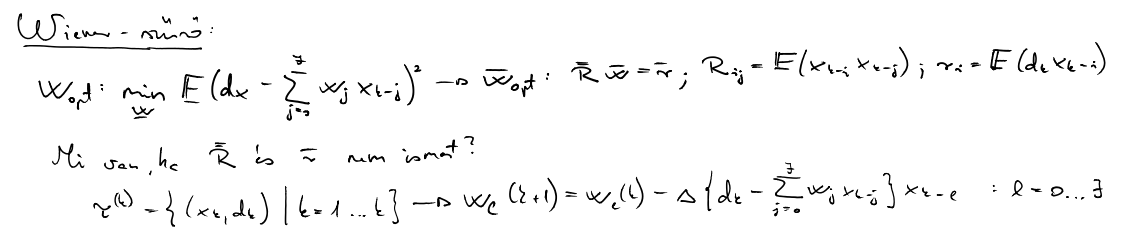 Wiener-szűrő:
W_opt: min_w E(d_k - Σ_{j=0}^{J} w_j x_{k-j})² → w̄_opt: R̿ w̄ = r̄ ; R_ij = E(x_{k-i} x_{k-j}) ; r_i = E(d_k x_{k-i})
Mi van, ha R̿ és r̄ nem ismert?
τ^(k) = {(x_k, d_k) | k=1...k} → w_l(k+1) = w_l(k) - Δ{d_k - Σ_{j=0}^{J} w_j x_{k-j}} x_{k-l} : l=0...J